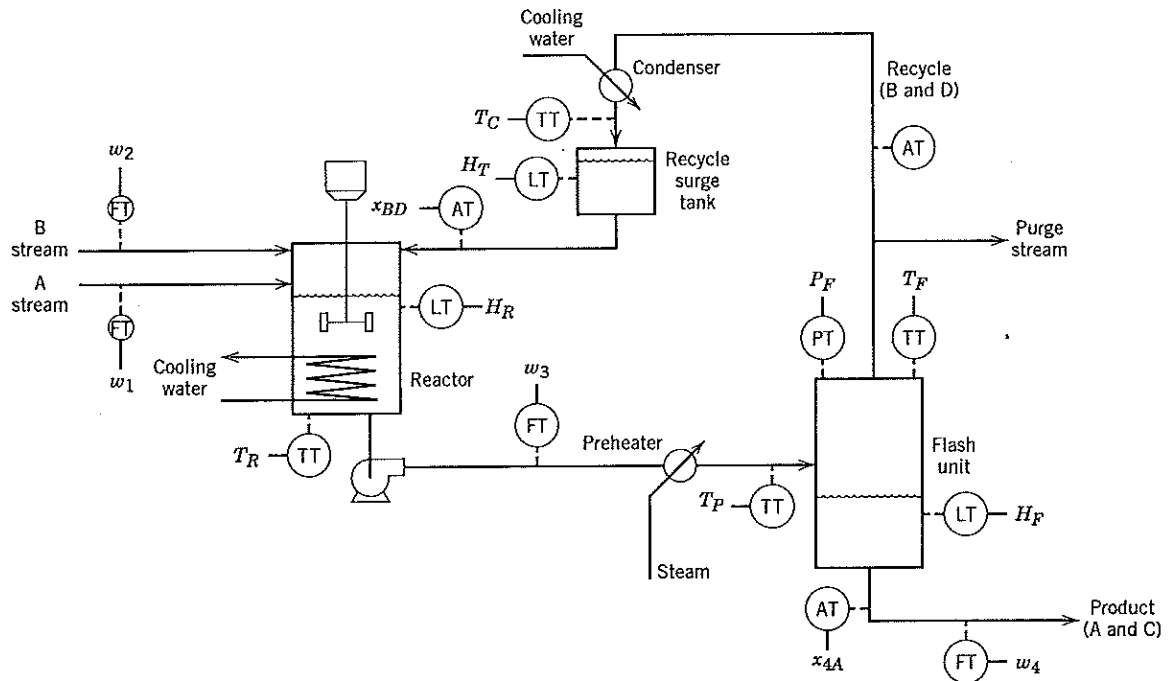 Cooling
water
Condenser
Recycle
(B and D)
T_C
TT
AT
w_2
H_T
LT
Recycle
surge
tank
FT
x_BD
AT
B
stream
Purge
stream
A
stream
P_F
T_F
LT
H_R
FT
PT
TT
Cooling
water
w_1
Reactor
w_3
FT
Preheater
Flash
unit
T_R
TT
T_P
TT
LT
H_F
Steam
AT
Product
(A and C)
x_4A
FT
w_4